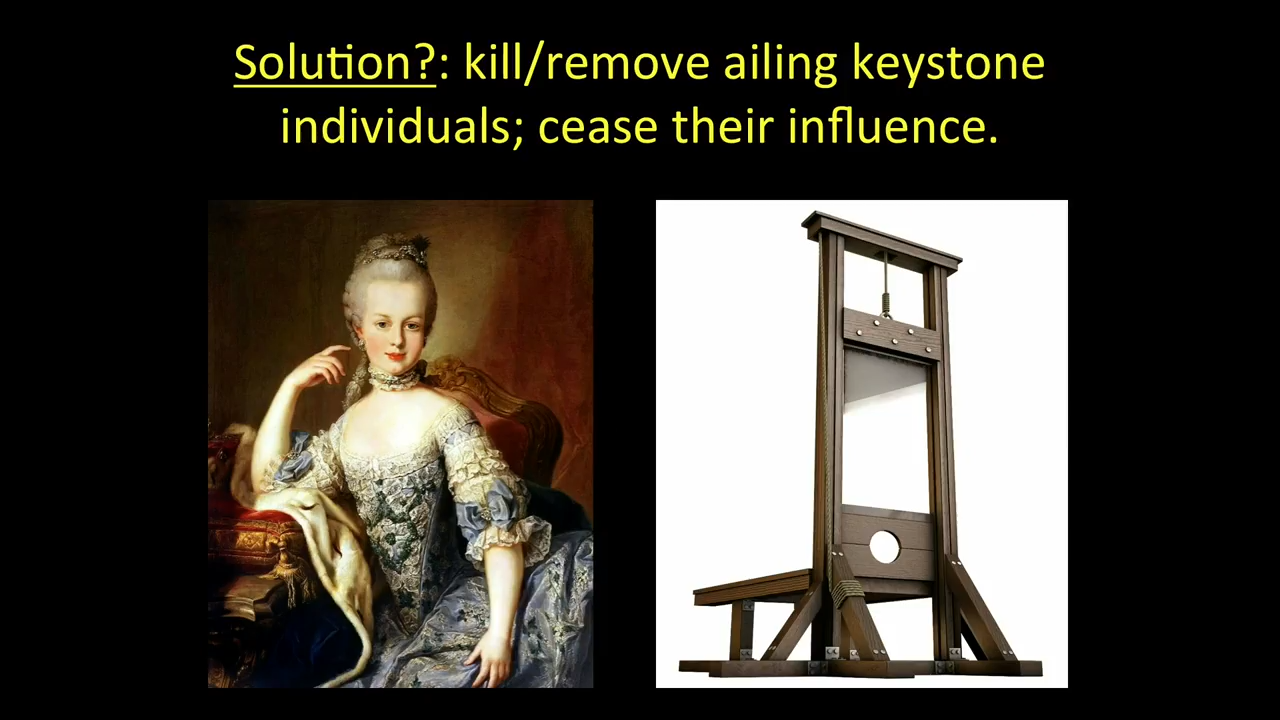 Solution?: kill/remove ailing keystone
individuals; cease their influence.